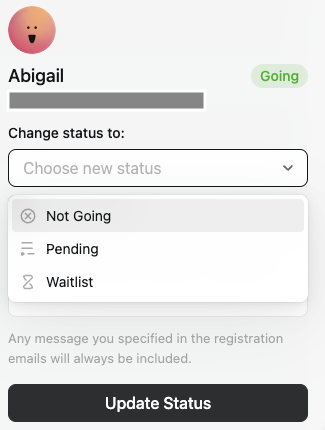 Abigail
Going
Change status to:
Choose new status
Not Going
Pending
Waitlist
Any message you specified in the registration
emails will always be included.
Update Status